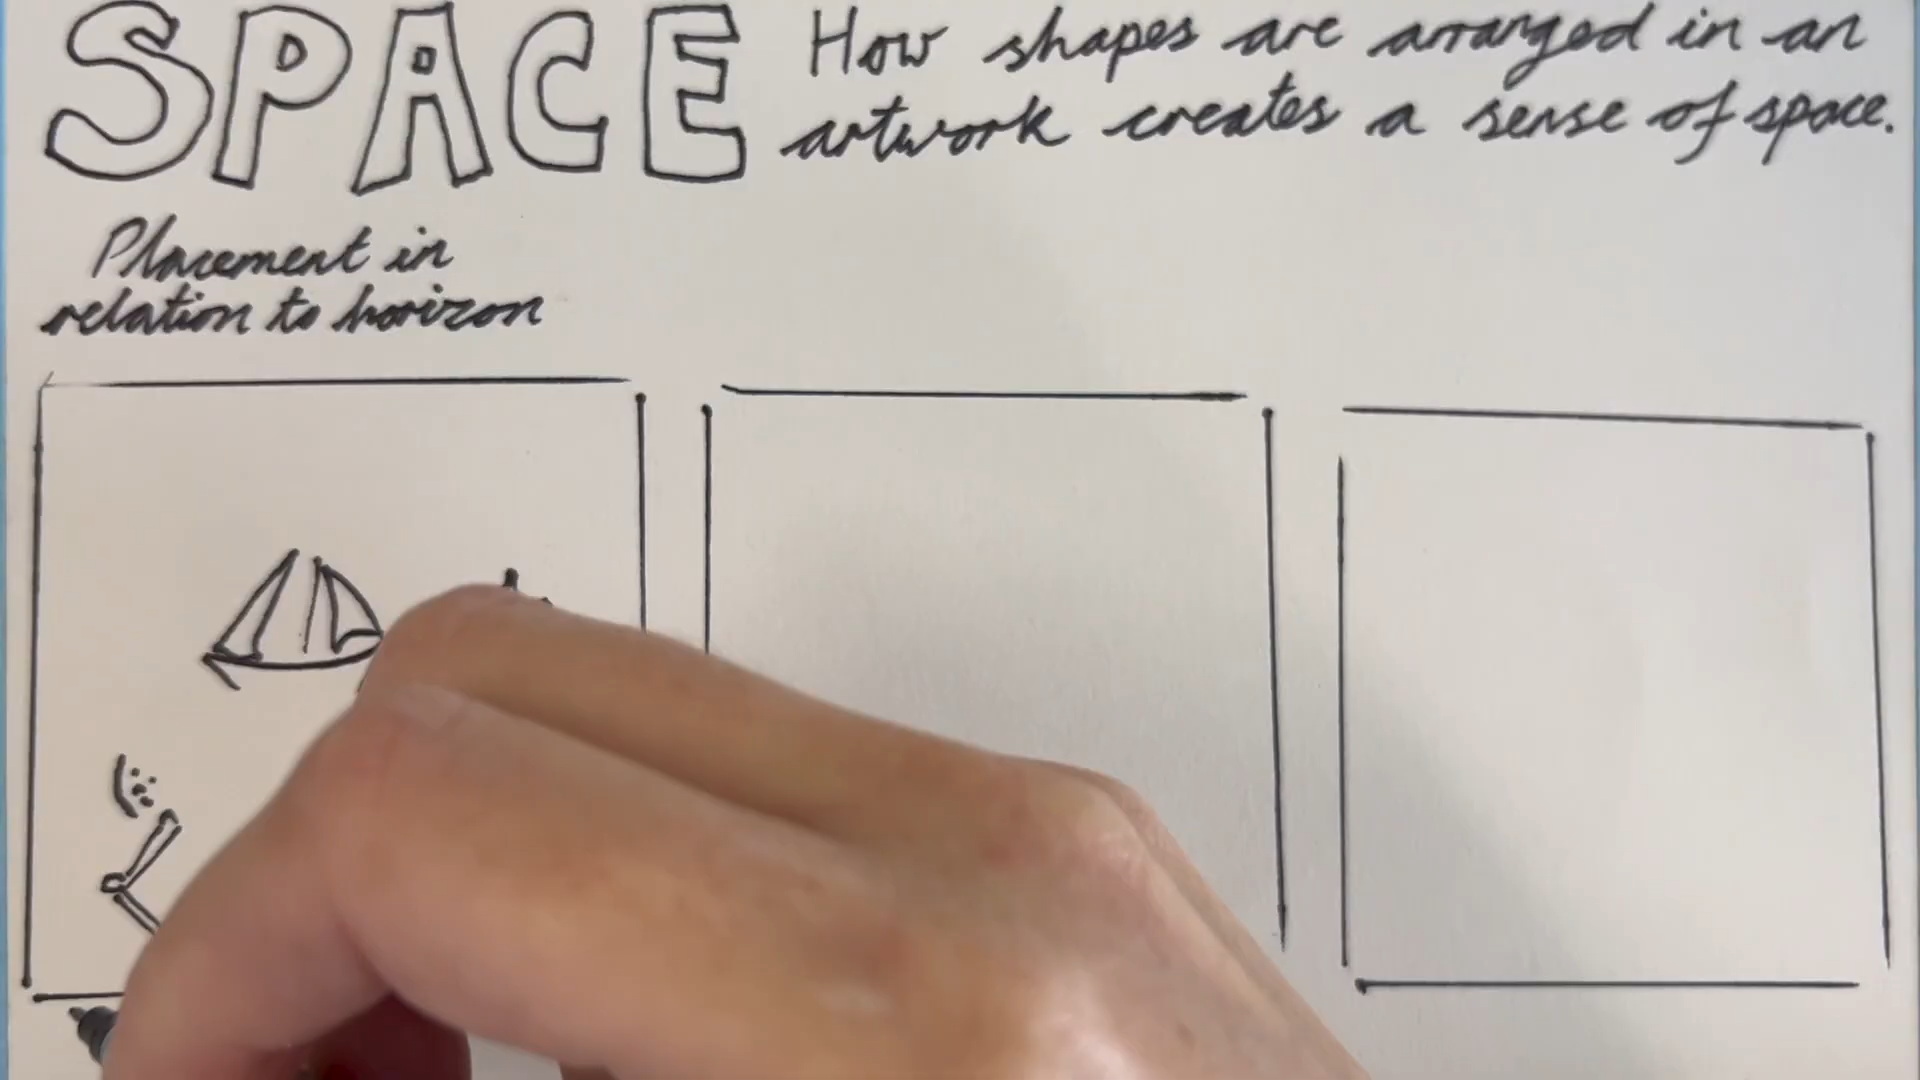 SPACE
How shapes are arranged in an
artwork creates a sense of space.
Placement in
relation to horizon